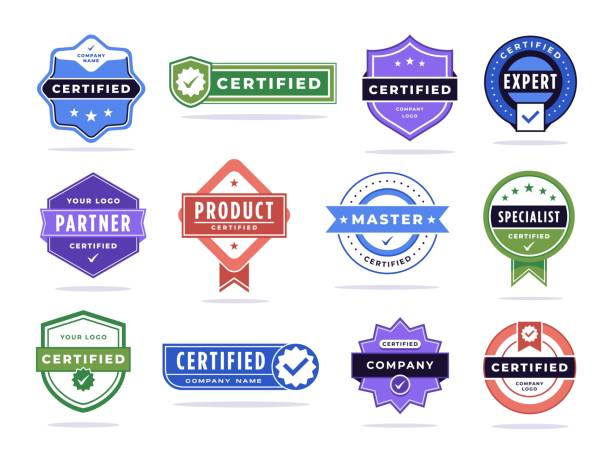 COMPANY
NAME
CERTIFIED
CERTIFIED
CERTIFIED
COMPANY
LOGO
CERTIFIED
EXPERT
YOUR LOGO
PARTNER
CERTIFIED
PRODUCT
CERTIFIED
MASTER
CERTIFIED
SPECIALIST
CERTIFIED
YOUR LOGO
CERTIFIED
CERTIFIED
COMPANY NAME
CERTIFIED
COMPANY
CERTIFIED
COMPANY
LOGO